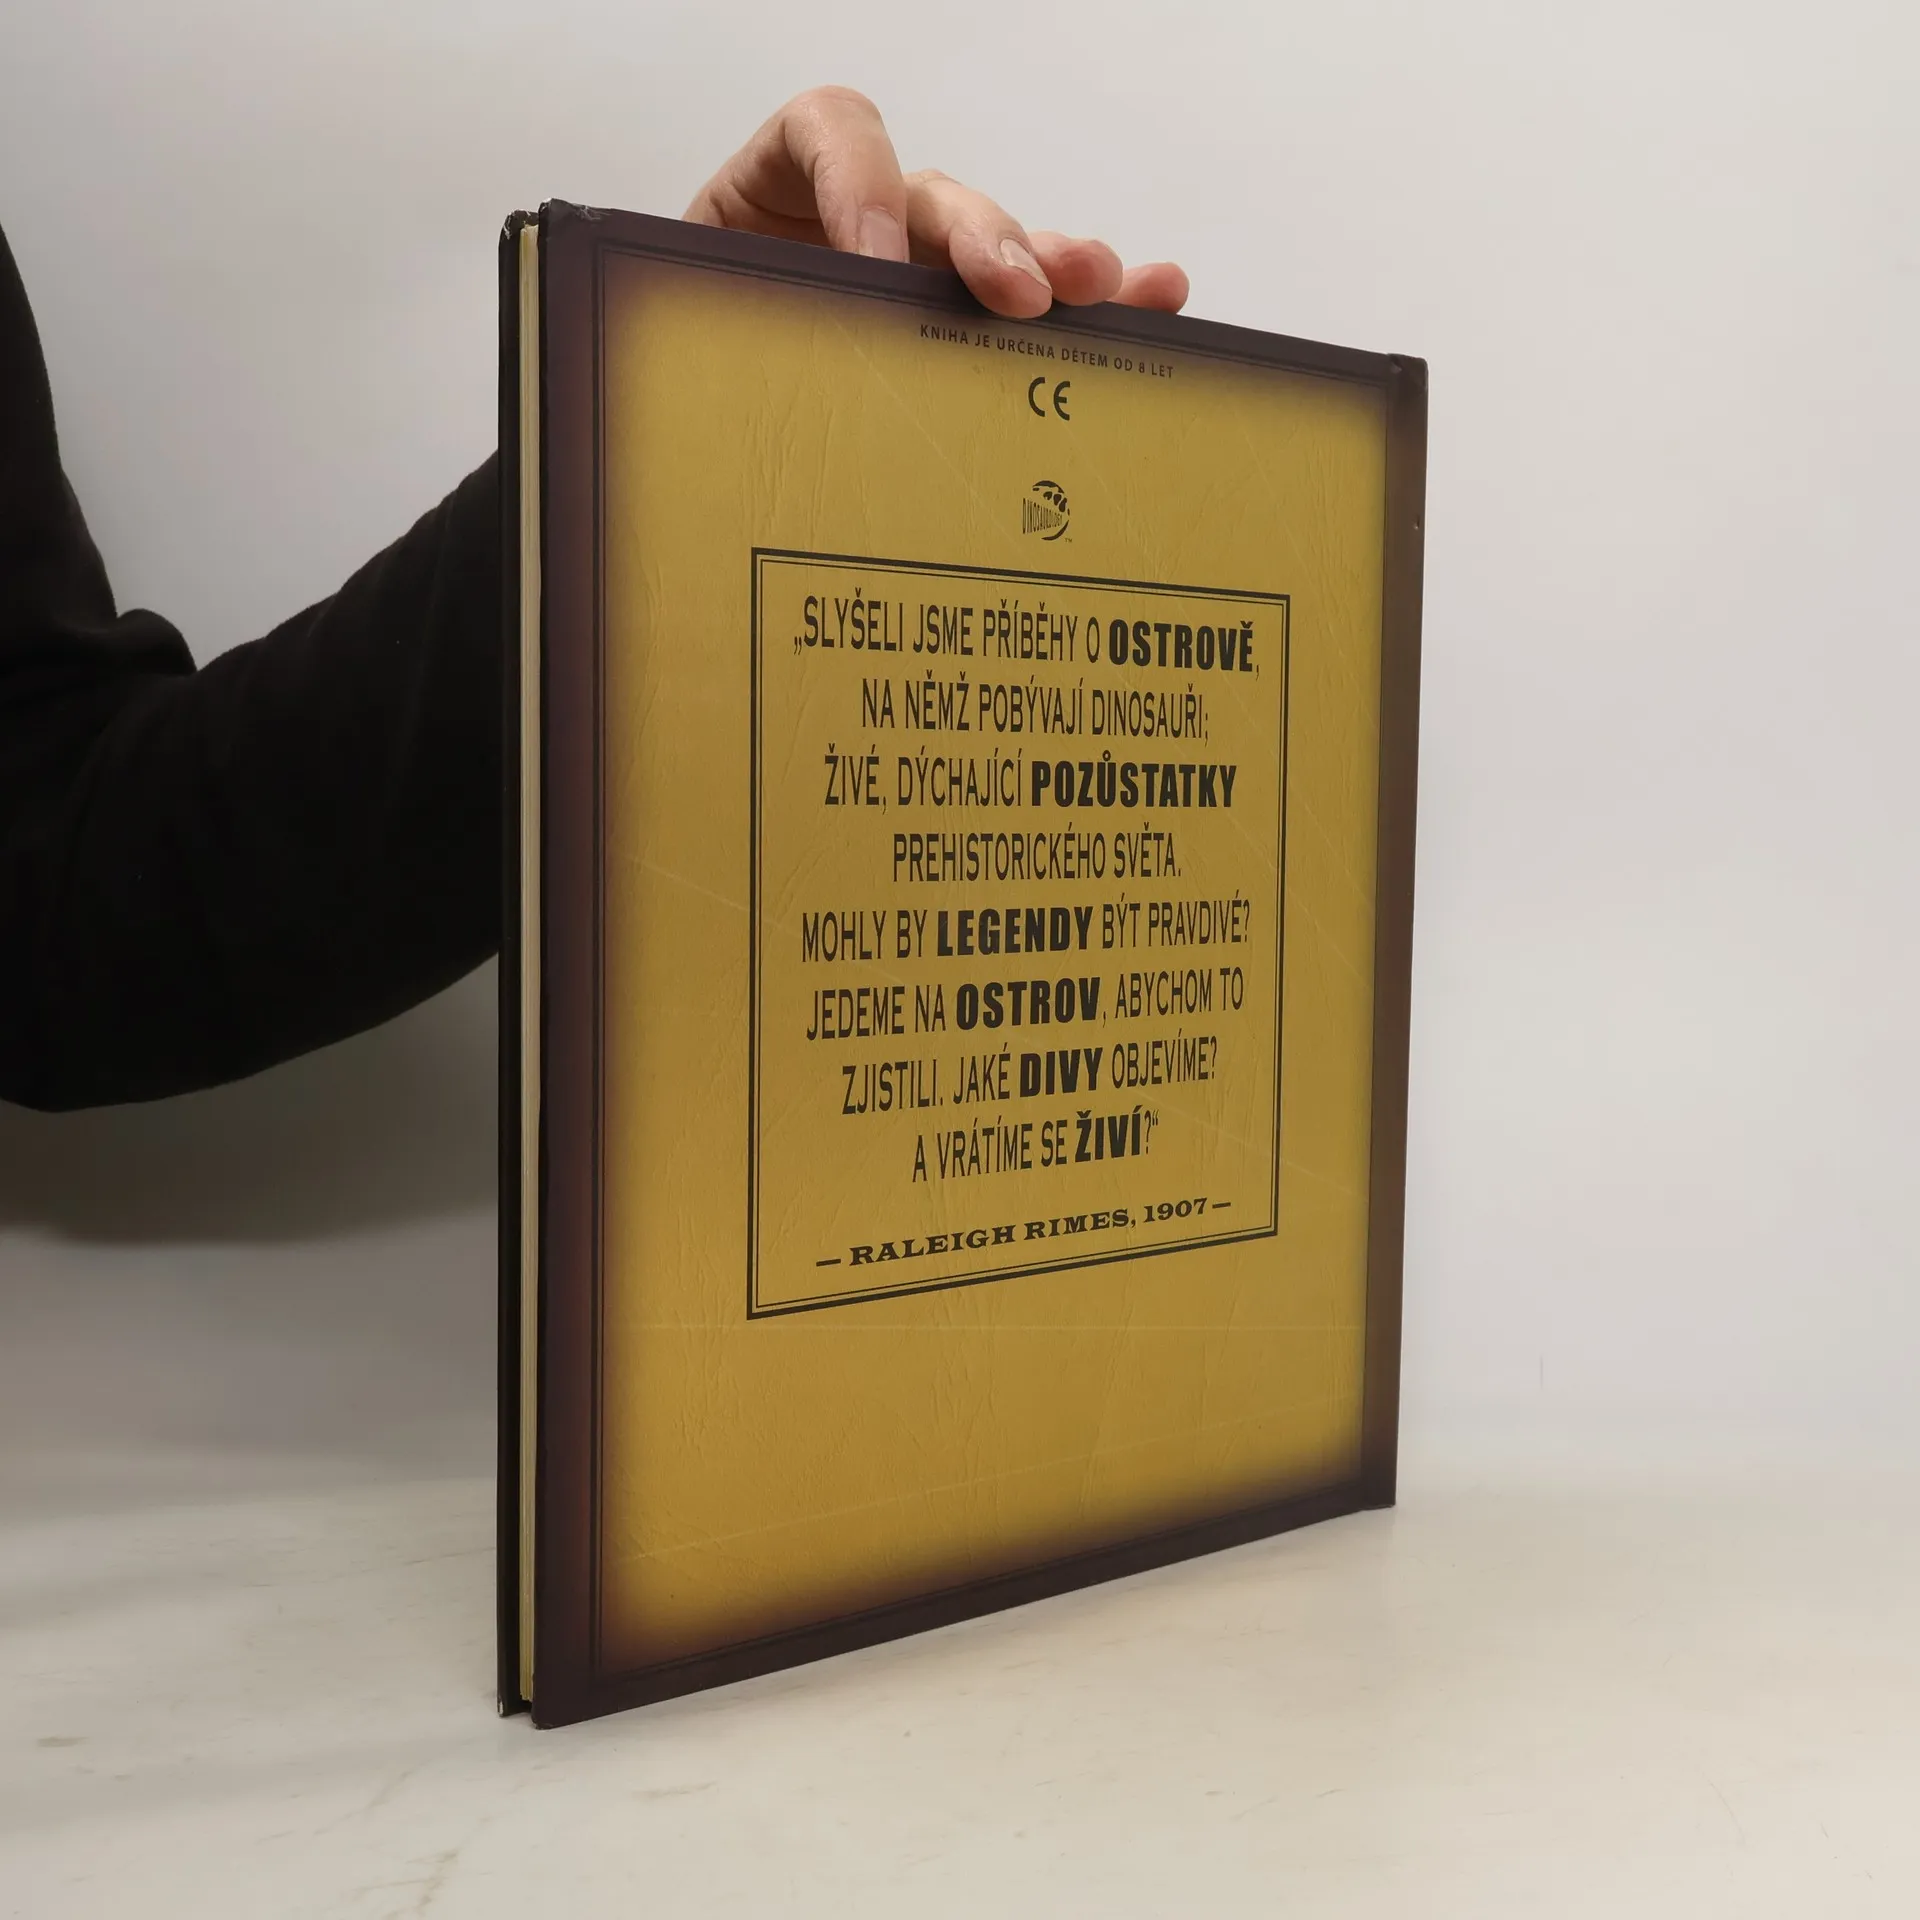 KNIHA JE URČENA DĚTEM OD 8 LET
CE
DINOSAUROLOGY
TM
„SLYŠELI JSME PŘÍBĚHY O OSTROVĚ,
NA NĚMŽ POBÝVAJÍ DINOSAUŘI;
ŽIVÉ, DÝCHAJÍCÍ POZŮSTATKY
PREHISTORICKÉHO SVĚTA.
MOHLY BY LEGENDY BÝT PRAVDIVÉ?
JEDEME NA OSTROV, ABYCHOM TO
ZJISTILI. JAKÉ DIVY OBJEVÍME?
A VRÁTÍME SE ŽIVÍ?“
— RALEIGH RIMES, 1907 —